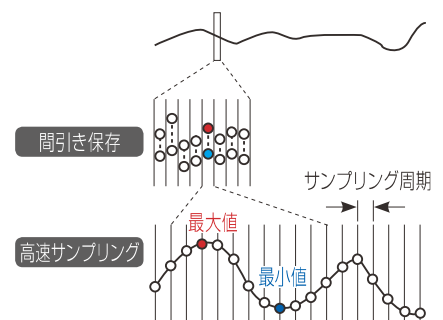 間引き保存
サンプリング周期
最大値
高速サンプリング
最小値